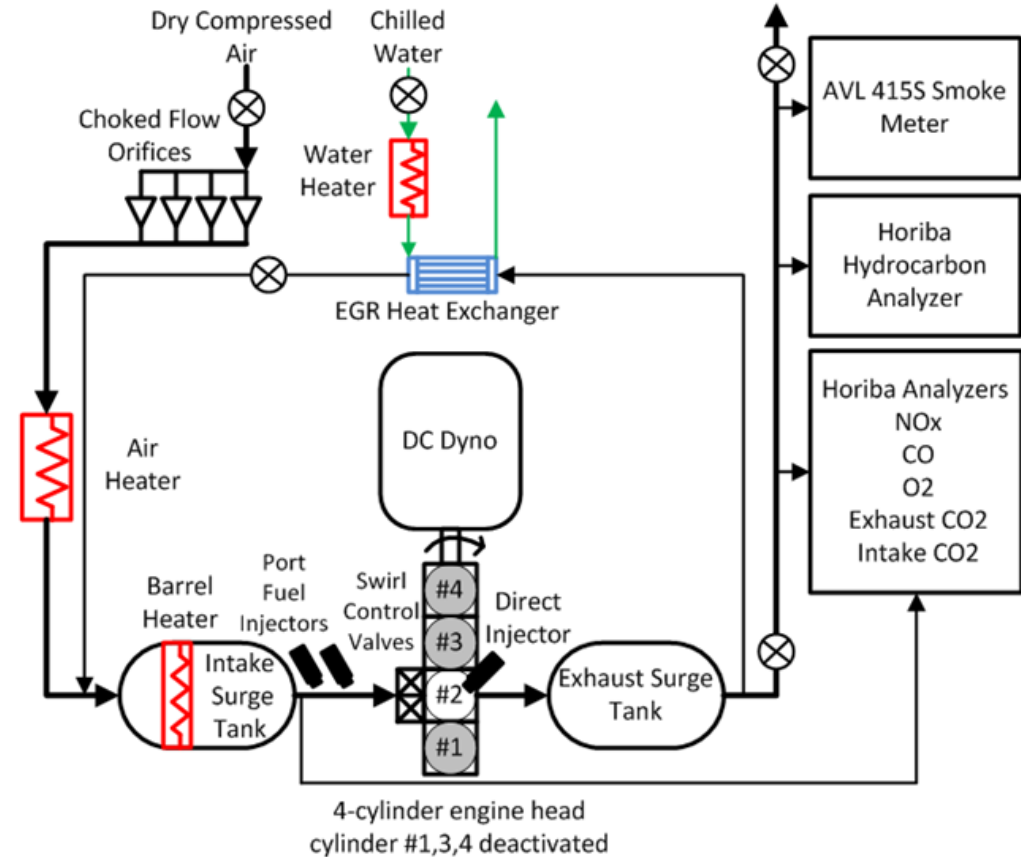 Dry Compressed
Air
Chilled
Water
Choked Flow
Orifices
Water
Heater
AVL 415S Smoke
Meter
Horiba
Hydrocarbon
Analyzer
EGR Heat Exchanger
DC Dyno
Horiba Analyzers
NOx
CO
O2
Exhaust CO2
Intake CO2
Air
Heater
Barrel
Heater
Port
Fuel
Injectors
Swirl
Control
Valves
Direct
Injector
#4
#3
#2
#1
Intake
Surge
Tank
Exhaust Surge
Tank
4-cylinder engine head
cylinder #1,3,4 deactivated